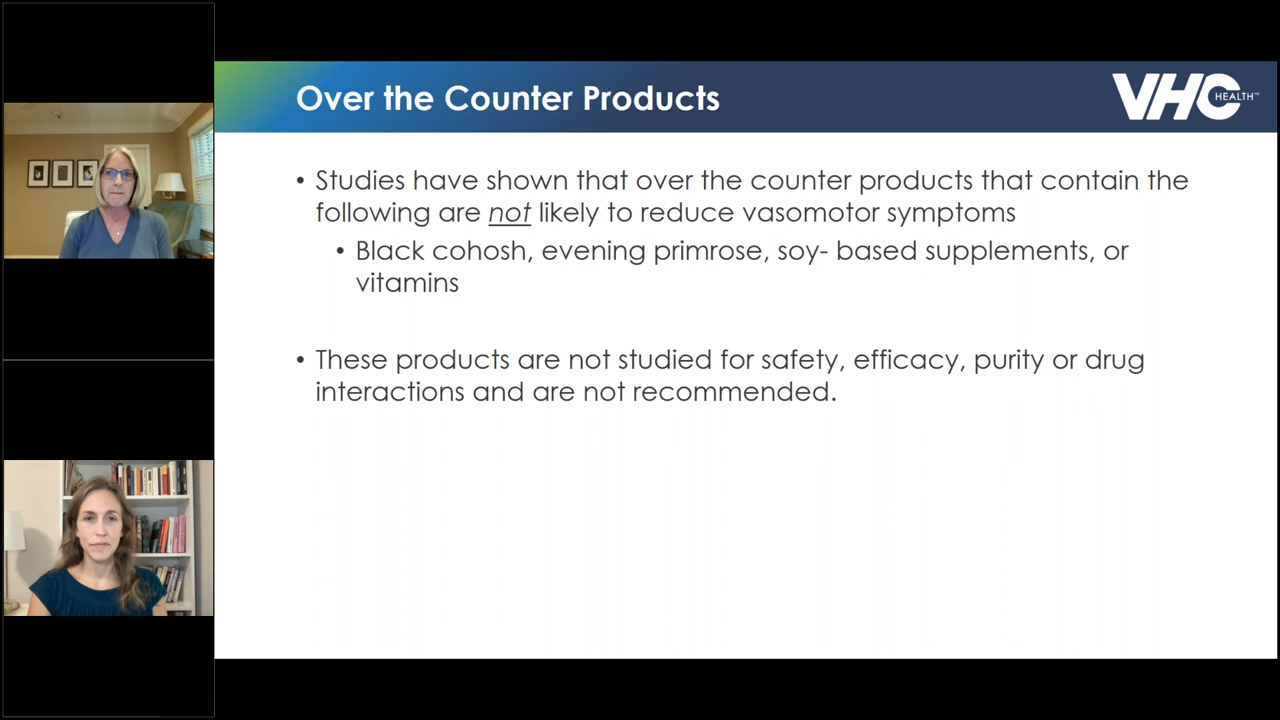 Over the Counter Products
VHC
HEALTH™
• Studies have shown that over the counter products that contain the
following are not likely to reduce vasomotor symptoms
• Black cohosh, evening primrose, soy- based supplements, or
vitamins
• These products are not studied for safety, efficacy, purity or drug
interactions and are not recommended.